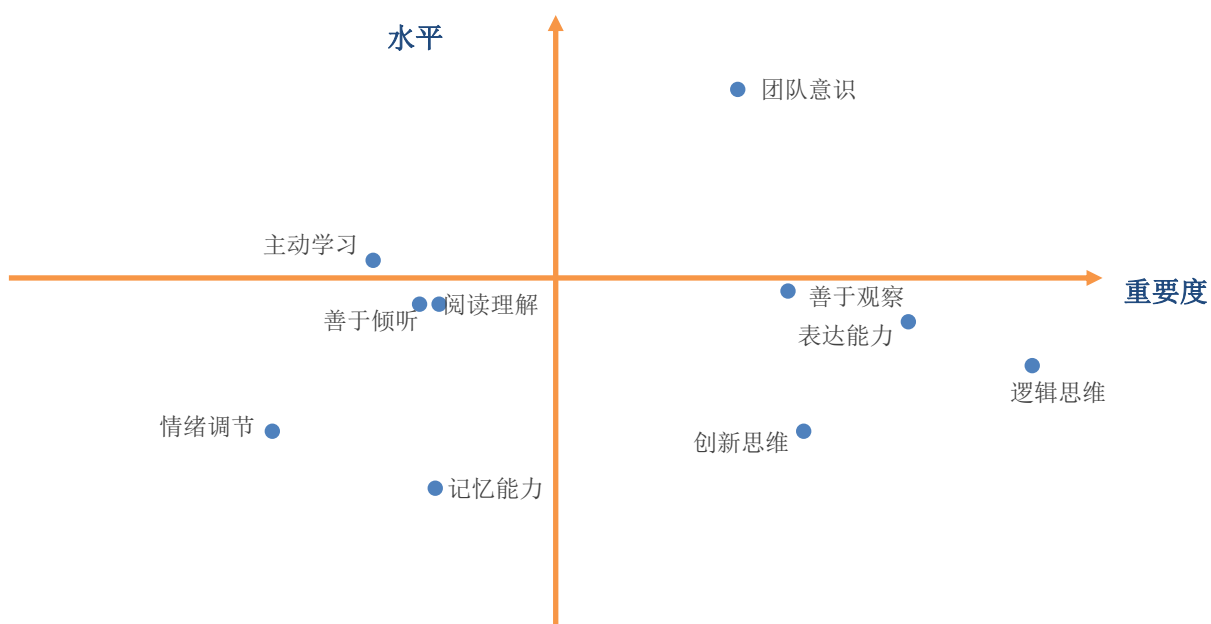 水平
团队意识
主动学习
重要度
善于观察
阅读理解
善于倾听
表达能力
逻辑思维
情绪调节
创新思维
记忆能力